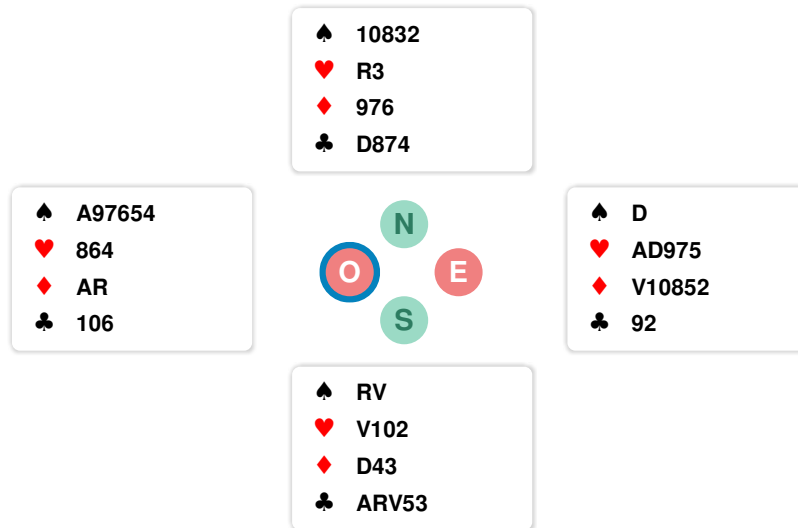 ♠ 10832
♥ R3
♦ 976
♣ D874
♠ A97654
♥ 864
♦ AR
♣ 106
N
O E
S
♠ D
♥ AD975
♦ V10852
♣ 92
♠ RV
♥ V102
♦ D43
♣ ARV53